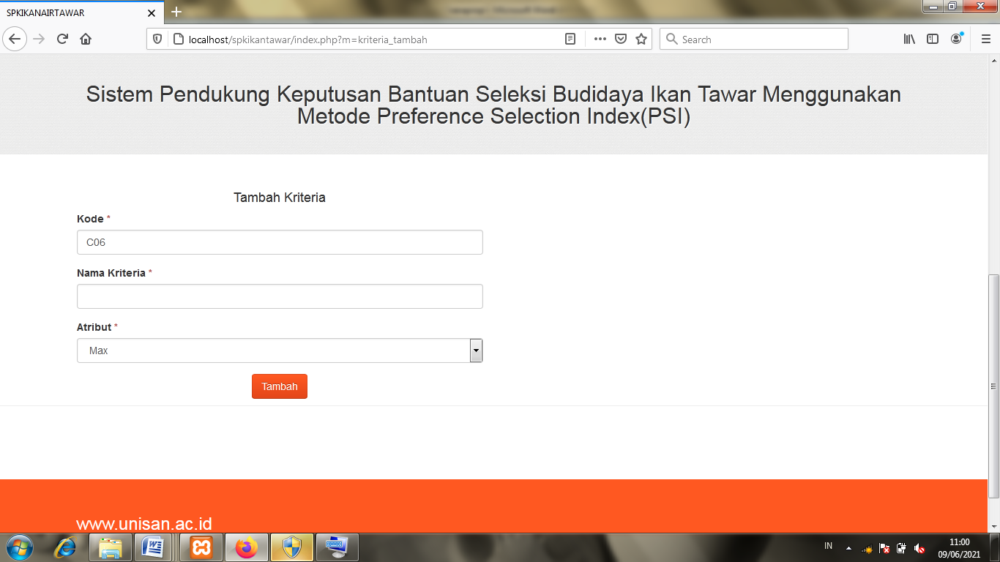 SPKIKANAIRTAWAR
localhost/spkikantawar/index.php?m=kriteria_tambah
Search
Sistem Pendukung Keputusan Bantuan Seleksi Budidaya Ikan Tawar Menggunakan
Metode Preference Selection Index(PSI)
Tambah Kriteria
Kode *
C06
Nama Kriteria *
Atribut *
Max
Tambah
www.unisan.ac.id
IN
11:00
09/06/2021